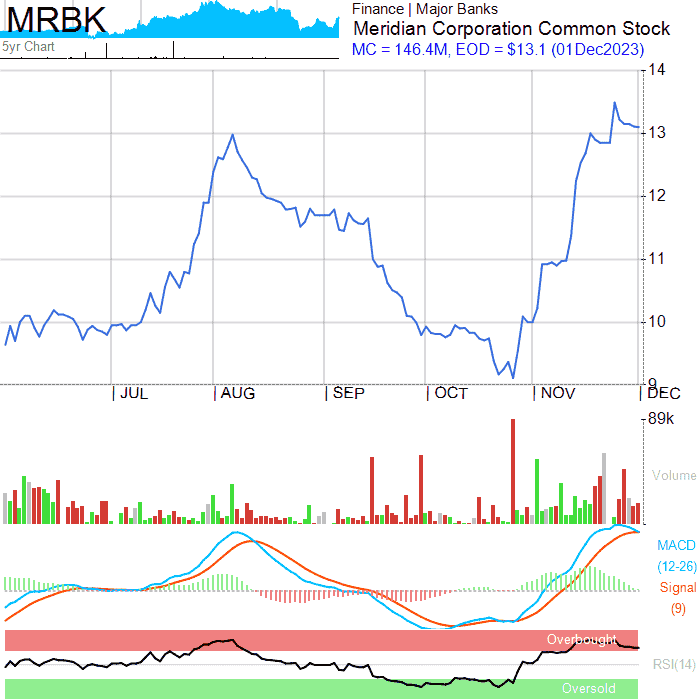 MRBK
5yr Chart
Finance | Major Banks
Meridian Corporation Common Stock
MC = 146.4M, EOD = $13.1 (01Dec2023)
14
13
12
11
10
9
JUL
AUG
SEP
OCT
NOV
DEC
89k
Volume
MACD
(12-26)
Signal
(9)
Overbought
RSI(14)
Oversold